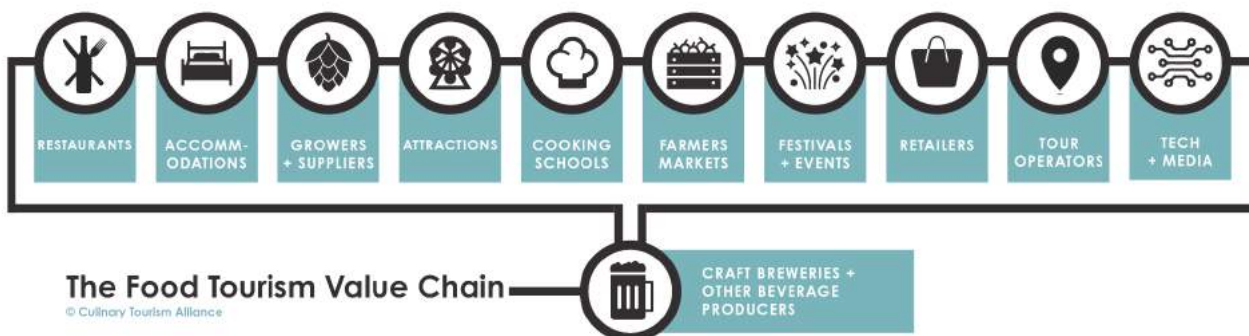 RESTAURANTS
ACCOMM-
ODATIONS
GROWERS
+ SUPPLIERS
ATTRACTIONS
COOKING
SCHOOLS
FARMERS
MARKETS
FESTIVALS
+ EVENTS
RETAILERS
TOUR
OPERATORS
TECH
+ MEDIA
The Food Tourism Value Chain
© Culinary Tourism Alliance
CRAFT BREWERIES +
OTHER BEVERAGE
PRODUCERS